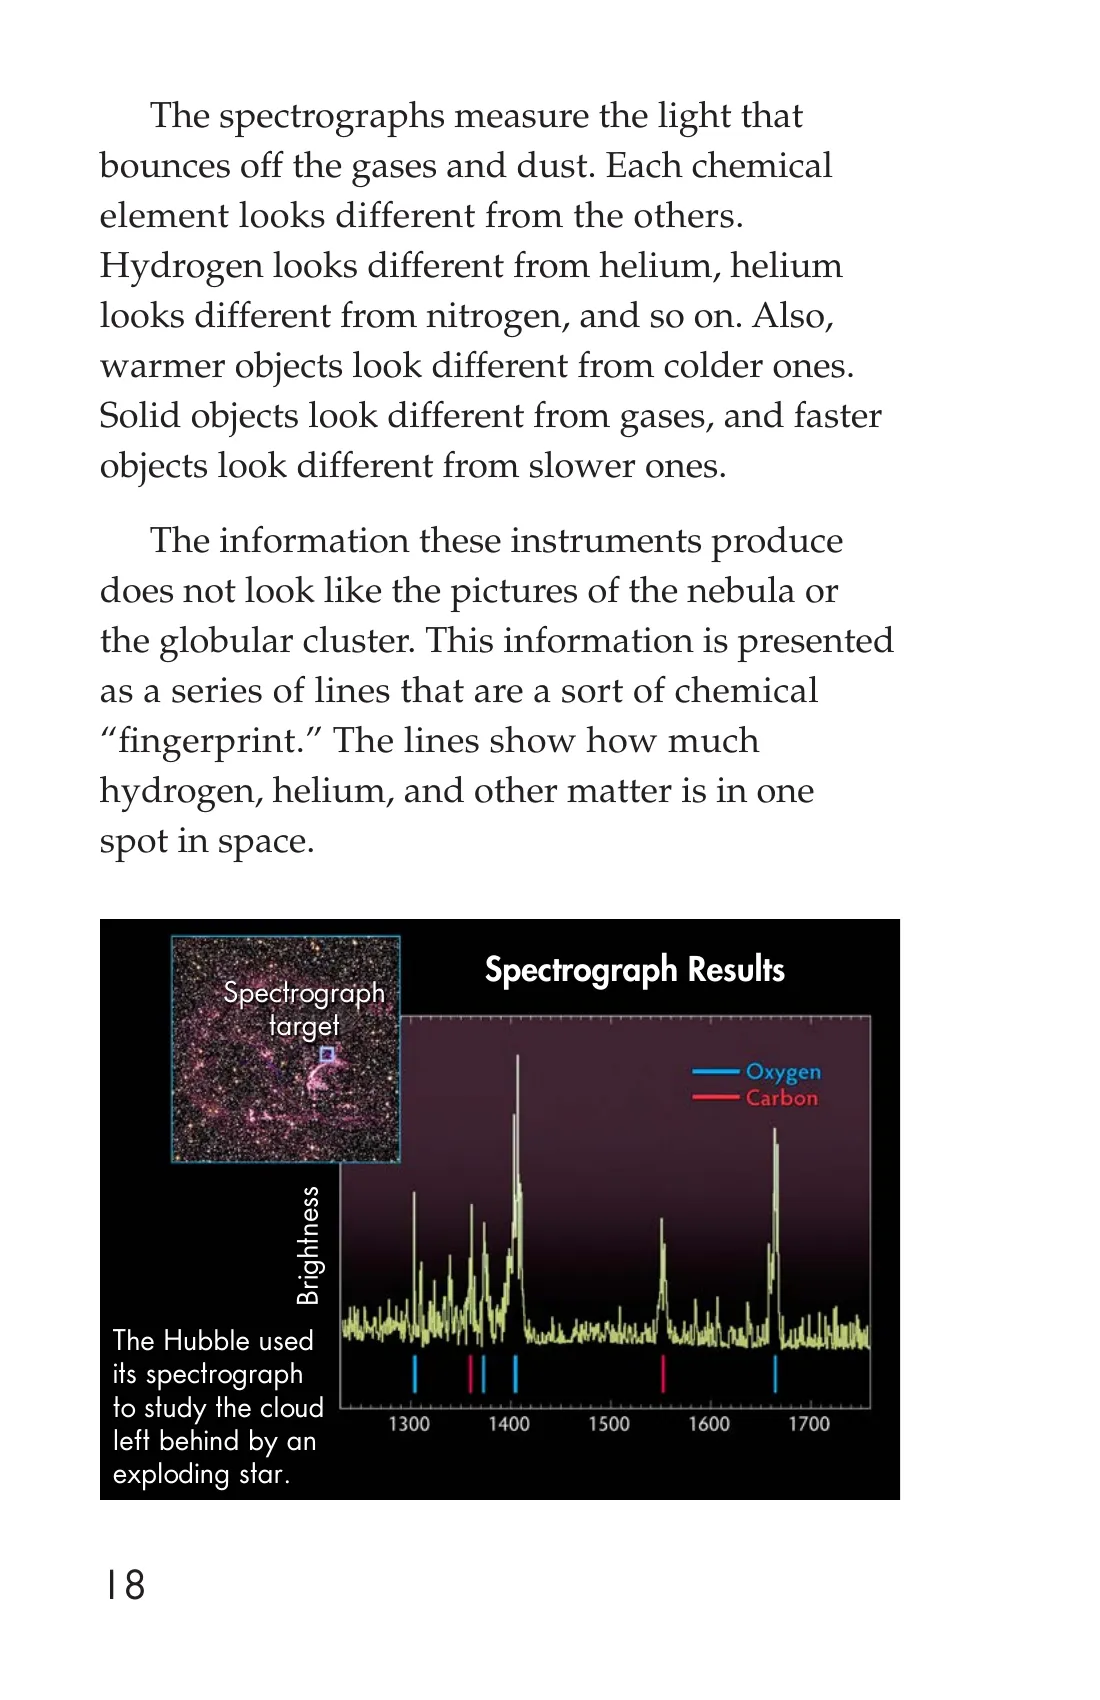 The spectrographs measure the light that
bounces off the gases and dust. Each chemical
element looks different from the others.
Hydrogen looks different from helium, helium
looks different from nitrogen, and so on. Also,
warmer objects look different from colder ones.
Solid objects look different from gases, and faster
objects look different from slower ones.
The information these instruments produce
does not look like the pictures of the nebula or
the globular cluster. This information is presented
as a series of lines that are a sort of chemical
“fingerprint.” The lines show how much
hydrogen, helium, and other matter is in one
spot in space.
Spectrograph Results
Spectrograph
target
Oxygen
Carbon
Brightness
The Hubble used
its spectrograph
to study the cloud
left behind by an
exploding star.
1300 1400 1500 1600 1700
18